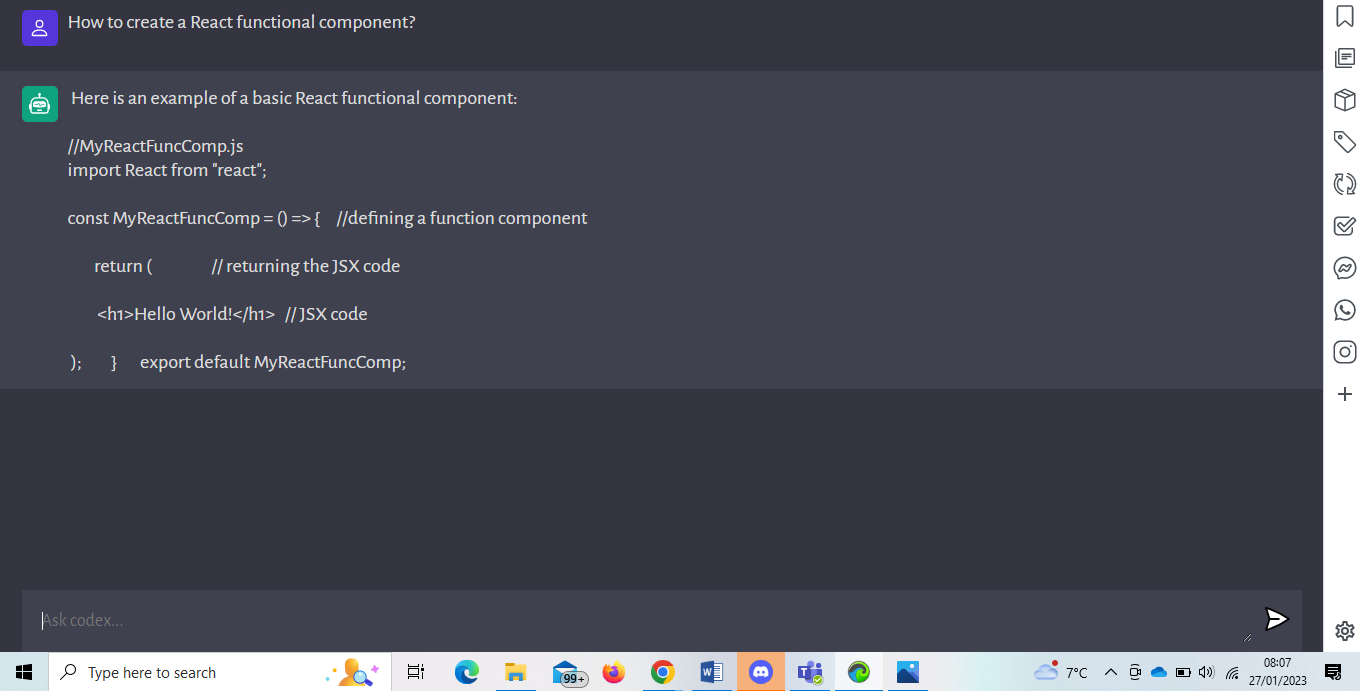 How to create a React functional component?
Here is an example of a basic React functional component:
//MyReactFuncComp.js
import React from "react";
const MyReactFuncComp = () => { //defining a function component
return ( // returning the JSX code
<h1>Hello World!</h1> // JSX code
); } export default MyReactFuncComp;
Ask codex...
Type here to search
99+
7°C
08:07
27/01/2023